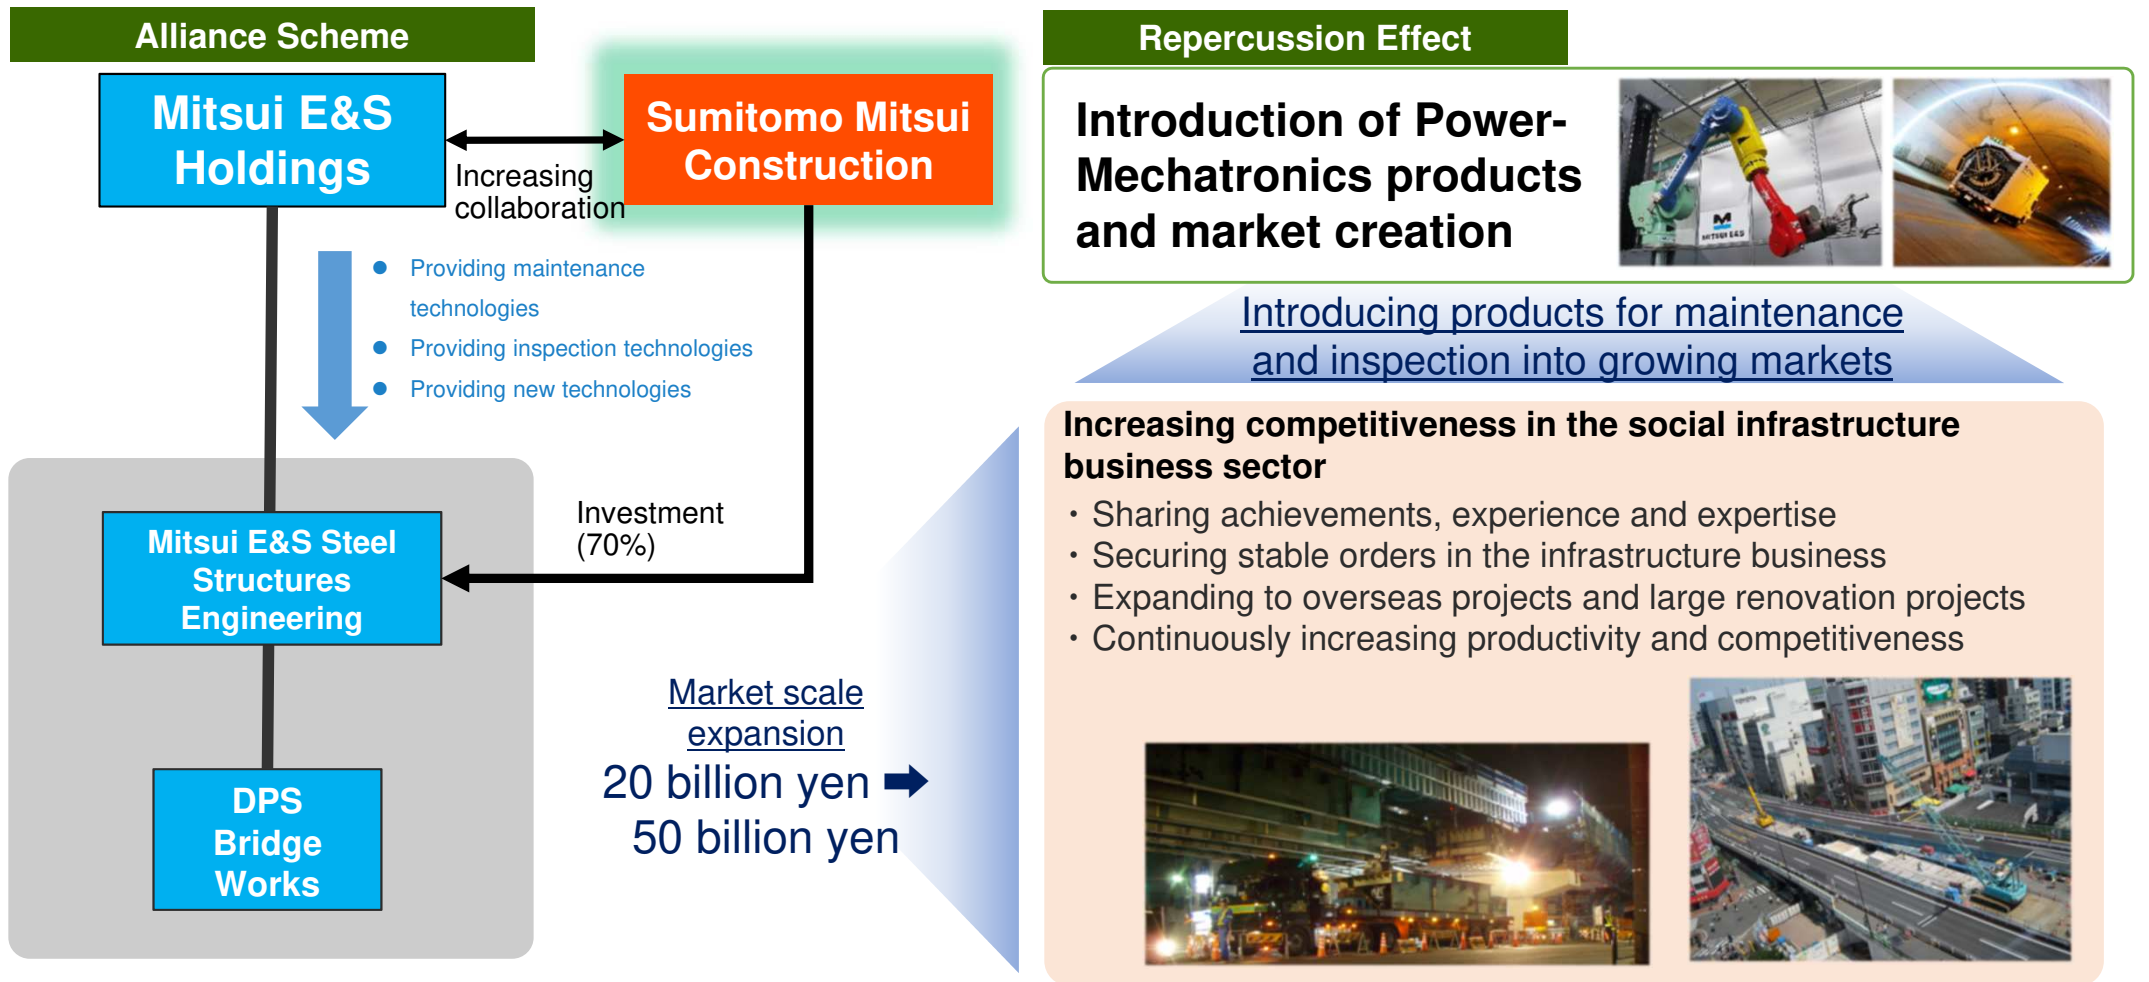 Alliance Scheme
Mitsui E&S
Holdings
Increasing
collaboration
Sumitomo Mitsui
Construction
● Providing maintenance
technologies
● Providing inspection technologies
● Providing new technologies
Mitsui E&S Steel
Structures
Engineering
Investment
(70%)
DPS
Bridge
Works
Market scale
expansion
20 billion yen ➡
50 billion yen
Repercussion Effect
Introduction of Power-
Mechatronics products
and market creation
MITSUI E&S
Introducing products for maintenance
and inspection into growing markets
Increasing competitiveness in the social infrastructure
business sector
・Sharing achievements, experience and expertise
・Securing stable orders in the infrastructure business
・Expanding to overseas projects and large renovation projects
・Continuously increasing productivity and competitiveness